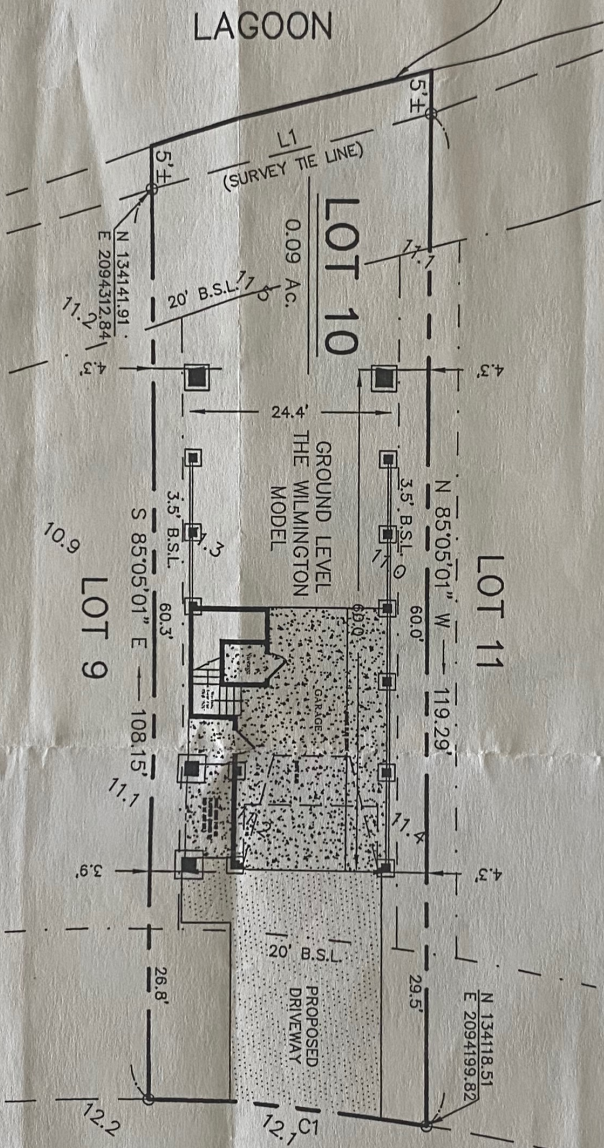 LAGOON
5'±
L1
(SURVEY TIE LINE)
5'±
N 134141.91
E 2094312.84
LOT 10
0.09 Ac.
11.1
20' B.S.L.
11.2
4.3'
4.3'
24.4'
GROUND LEVEL
THE WILMINGTON
MODEL
3.5' B.S.L.
3.5' B.S.L.
11.0
N 85°05'01" W 119.29'
LOT 11
10.9
LOT 9
S 85°05'01" E 108.15'
60.3'
60.0'
60.0'
GARAGE
11.1
11.4
3.9'
4.3'
20' B.S.L.
PROPOSED
DRIVEWAY
26.8'
29.5'
N 134118.51
E 2094199.82
12.2
12.1
C1